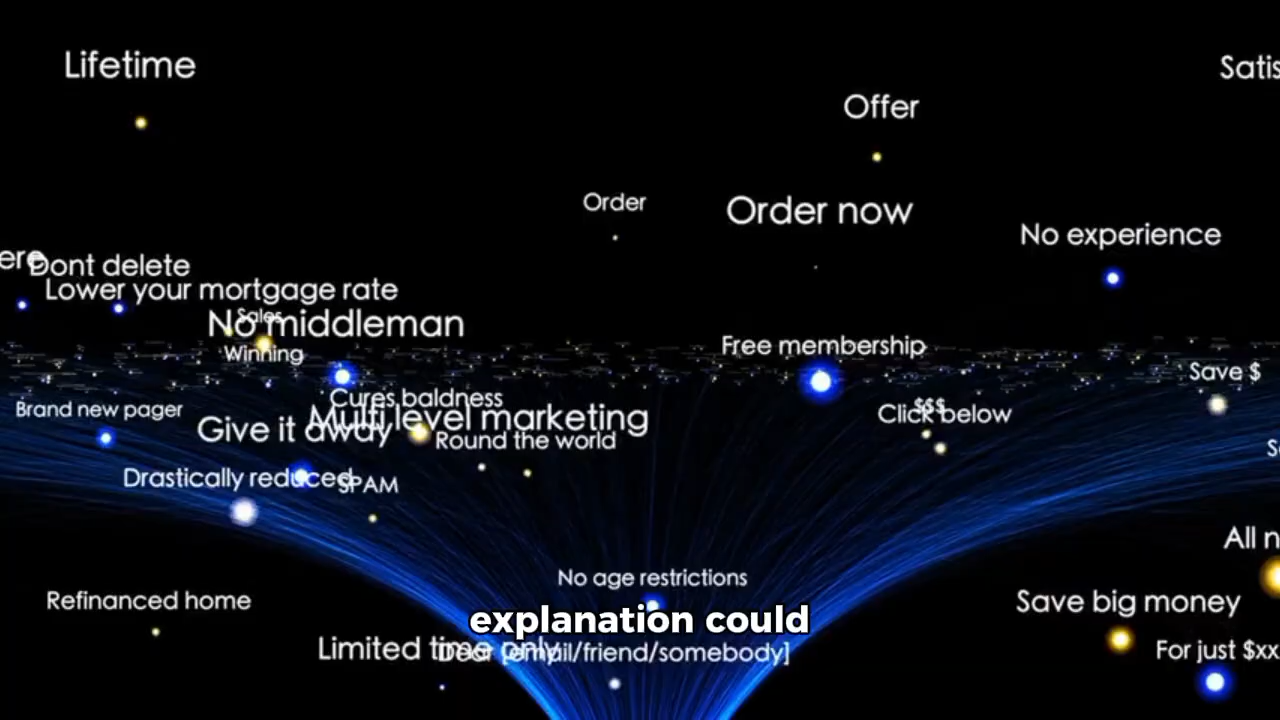 Lifetime
Satis
Offer
Order
Order now
No experience
ere
Dont delete
Lower your mortgage rate
Sales
No middleman
Winning
Free membership
Save $
Cures baldness
Brand new pager
Multi level marketing
Give it away
$$$
Click below
Round the world
Drastically reduced
SPAM
All n
No age restrictions
Refinanced home
Save big money
explanation could
Limited time only
Dear [email/friend/somebody]
For just $xx